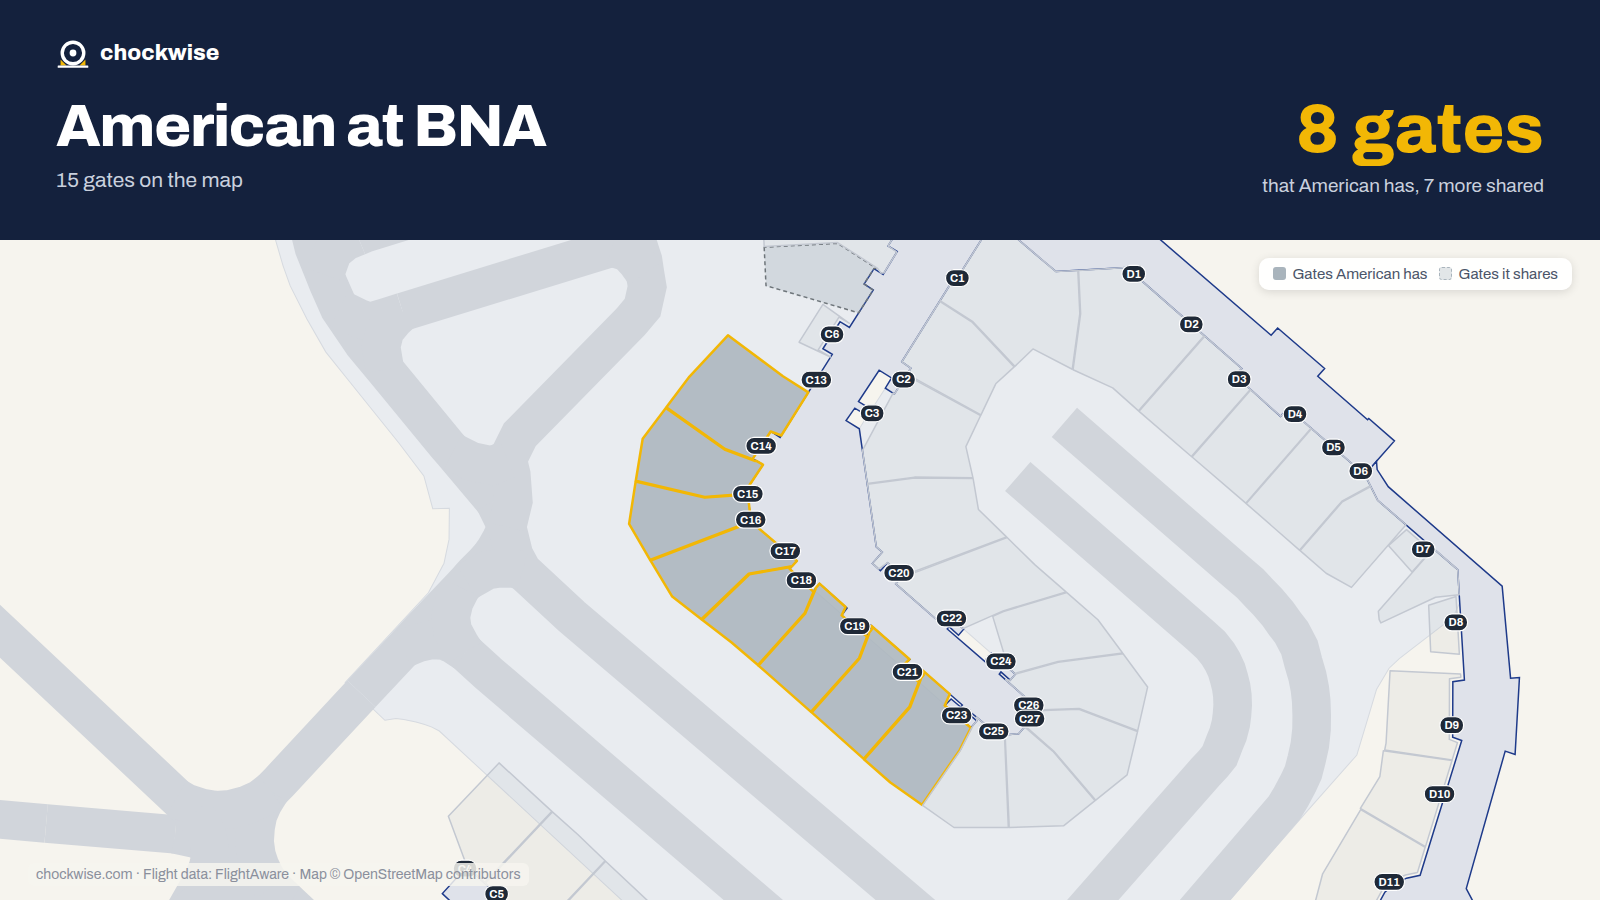 chockwise
American at BNA
15 gates on the map
8 gates
that American has, 7 more shared
Gates American has
Gates it shares
C1
D1
D2
C6
C13
C2
D3
C3
D4
C14
D5
D6
C15
C16
C17
D7
C18
C20
C22
D8
C19
C24
C21
C26
C23
C27
D9
C25
D10
D11
chockwise.com · Flight data: FlightAware · Map © OpenStreetMap contributors
C5